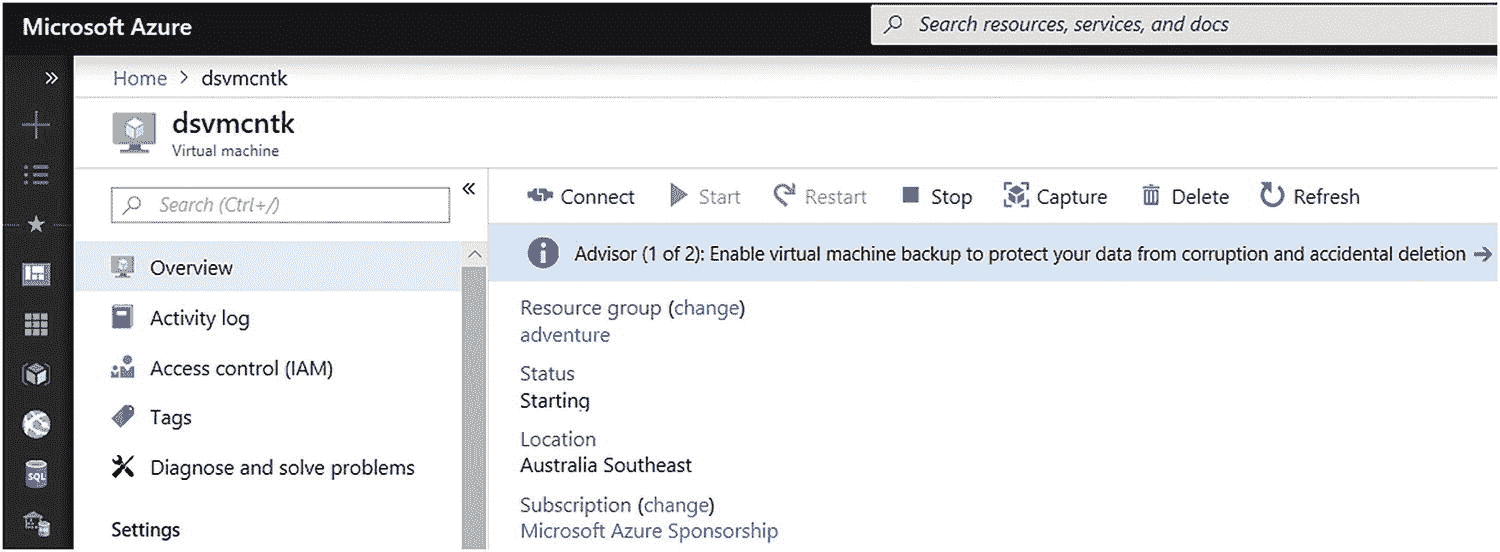 Microsoft Azure
Search resources, services, and docs
Home > dsvmcntk
dsvmcntk
Virtual machine
Search (Ctrl+/)
Overview
Activity log
Access control (IAM)
Tags
Diagnose and solve problems
Settings
Connect Start Restart Stop Capture Delete Refresh
Advisor (1 of 2): Enable virtual machine backup to protect your data from corruption and accidental deletion →
Resource group (change)
adventure
Status
Starting
Location
Australia Southeast
Subscription (change)
Microsoft Azure Sponsorship
SQL